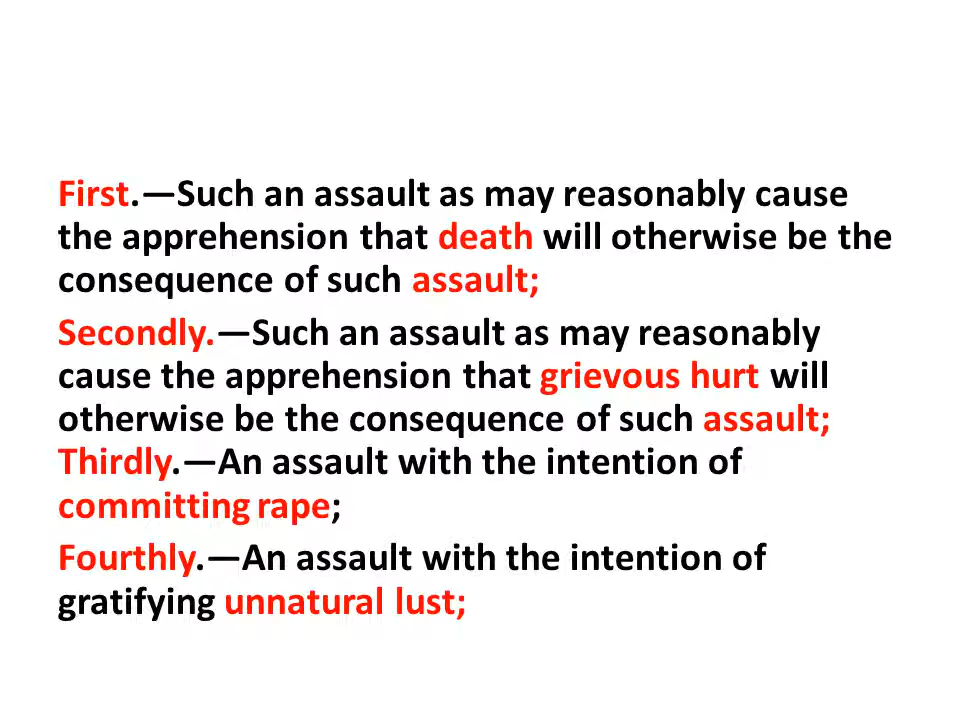 First.—Such an assault as may reasonably cause
the apprehension that death will otherwise be the
consequence of such assault;
Secondly.—Such an assault as may reasonably
cause the apprehension that grievous hurt will
otherwise be the consequence of such assault;
Thirdly.—An assault with the intention of
committing rape;
Fourthly.—An assault with the intention of
gratifying unnatural lust;